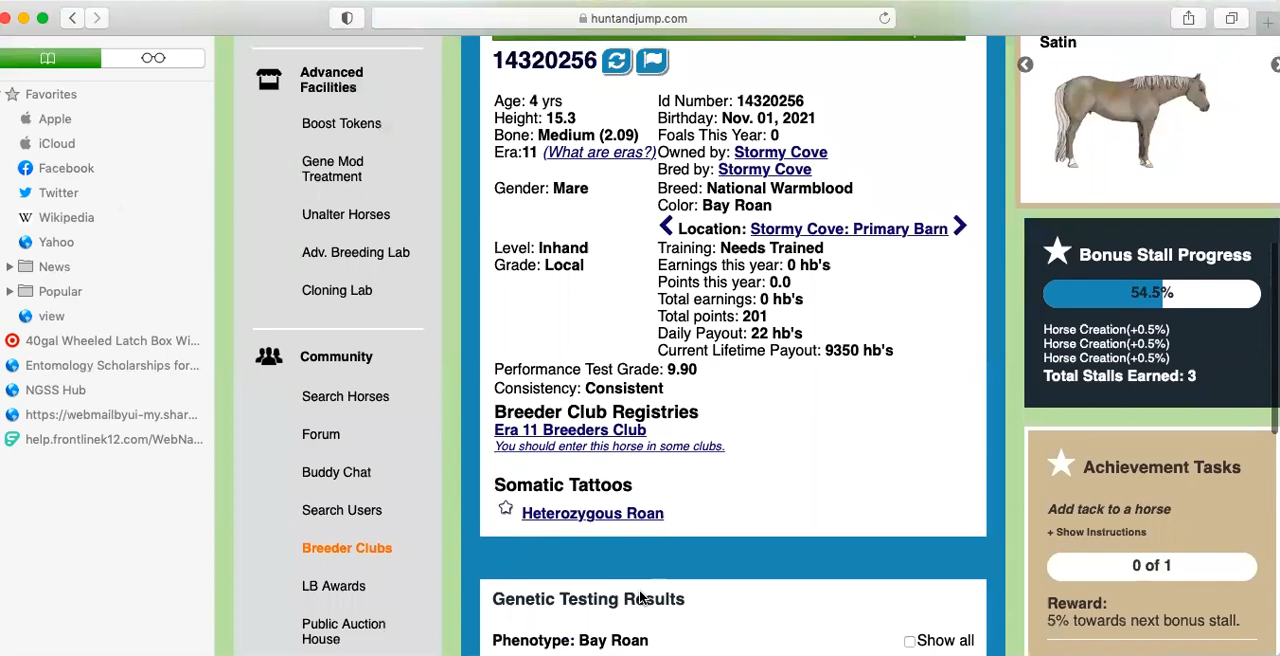 huntandjump.com
Favorites
Apple
iCloud
Facebook
Twitter
Wikipedia
Yahoo
News
Popular
view
40gal Wheeled Latch Box Wi...
Entomology Scholarships for...
NGSS Hub
https://webmailbyui-my.shar...
help.frontlinek12.com/WebNa...
Advanced
Facilities
Boost Tokens
Gene Mod
Treatment
Unalter Horses
Adv. Breeding Lab
Cloning Lab
Community
Search Horses
Forum
Buddy Chat
Search Users
Breeder Clubs
LB Awards
Public Auction
House
14320256
Age: 4 yrs
Height: 15.3
Bone: Medium (2.09)
Era:11 (What are eras?)
Gender: Mare
Level: Inhand
Grade: Local
Id Number: 14320256
Birthday: Nov. 01, 2021
Foals This Year: 0
Owned by: Stormy Cove
Bred by: Stormy Cove
Breed: National Warmblood
Color: Bay Roan
Location: Stormy Cove: Primary Barn
Training: Needs Trained
Earnings this year: 0 hb's
Points this year: 0.0
Total earnings: 0 hb's
Total points: 201
Daily Payout: 22 hb's
Current Lifetime Payout: 9350 hb's
Performance Test Grade: 9.90
Consistency: Consistent
Breeder Club Registries
Era 11 Breeders Club
You should enter this horse in some clubs.
Somatic Tattoos
Heterozygous Roan
Genetic Testing Results
Phenotype: Bay Roan
Show all
Satin
Bonus Stall Progress
54.5%
Horse Creation(+0.5%)
Horse Creation(+0.5%)
Horse Creation(+0.5%)
Total Stalls Earned: 3
Achievement Tasks
Add tack to a horse
+ Show Instructions
0 of 1
Reward:
5% towards next bonus stall.